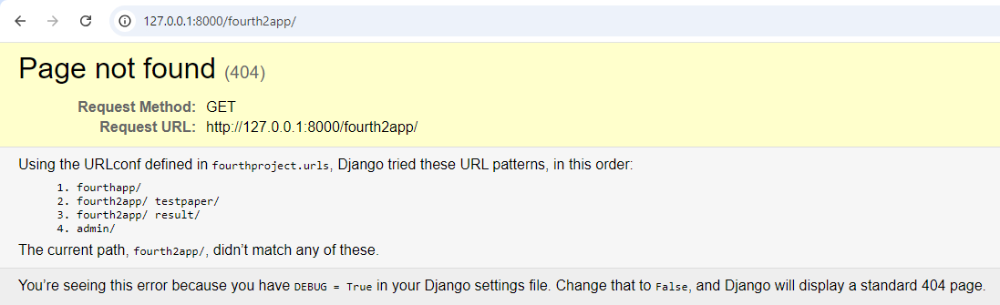 127.0.0.1:8000/fourth2app/
Page not found (404)
Request Method: GET
Request URL: http://127.0.0.1:8000/fourth2app/
Using the URLconf defined in fourthproject.urls, Django tried these URL patterns, in this order:
1. fourthapp/
2. fourth2app/ testpaper/
3. fourth2app/ result/
4. admin/
The current path, fourth2app/, didn’t match any of these.
You’re seeing this error because you have DEBUG = True in your Django settings file. Change that to False, and Django will display a standard 404 page.